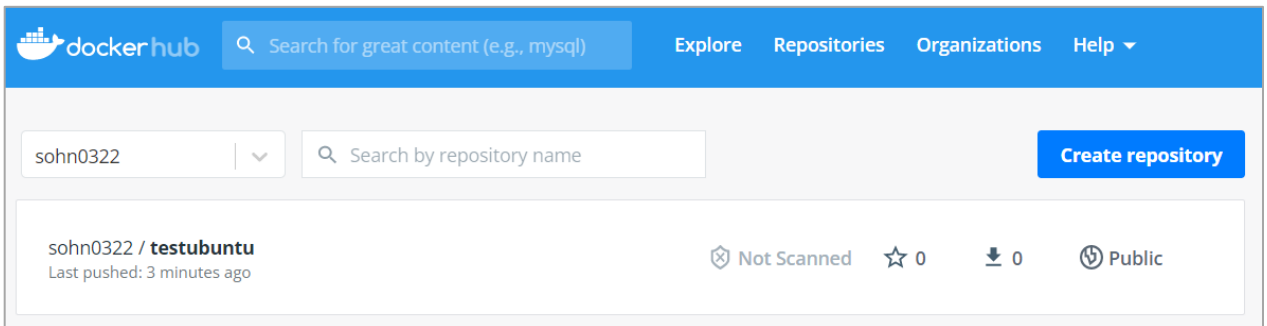 dockerhub Search for great content (e.g., mysql) Explore Repositories Organizations Help
sohn0322 Search by repository name Create repository
sohn0322 / testubuntu
Last pushed: 3 minutes ago
Not Scanned 0 0 Public